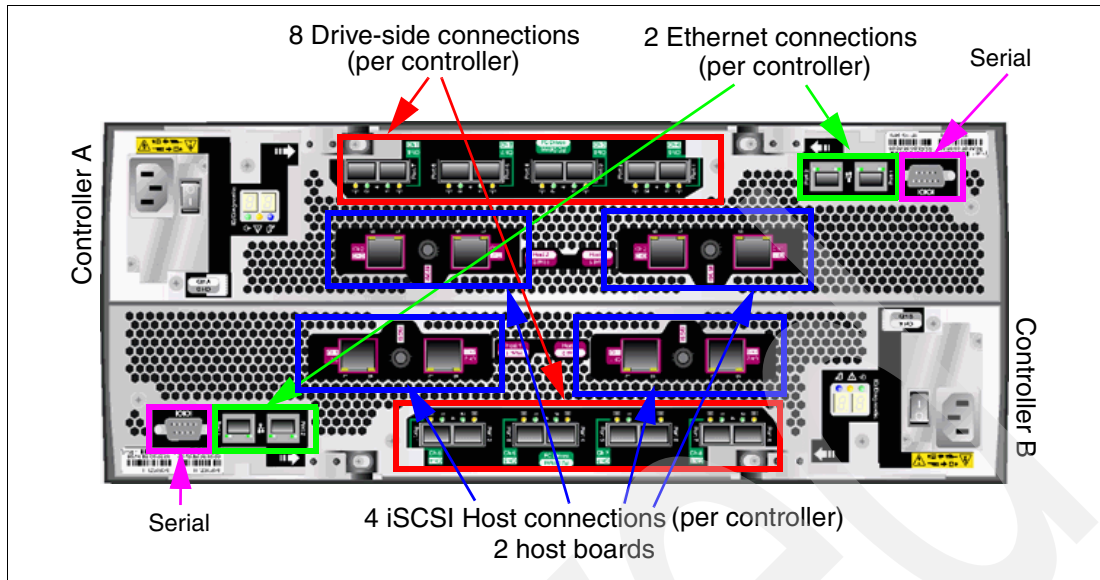 8 Drive-side connections
(per controller)
2 Ethernet connections
(per controller)
Serial
Controller A
Controller B
Serial
4 iSCSI Host connections (per controller)
2 host boards